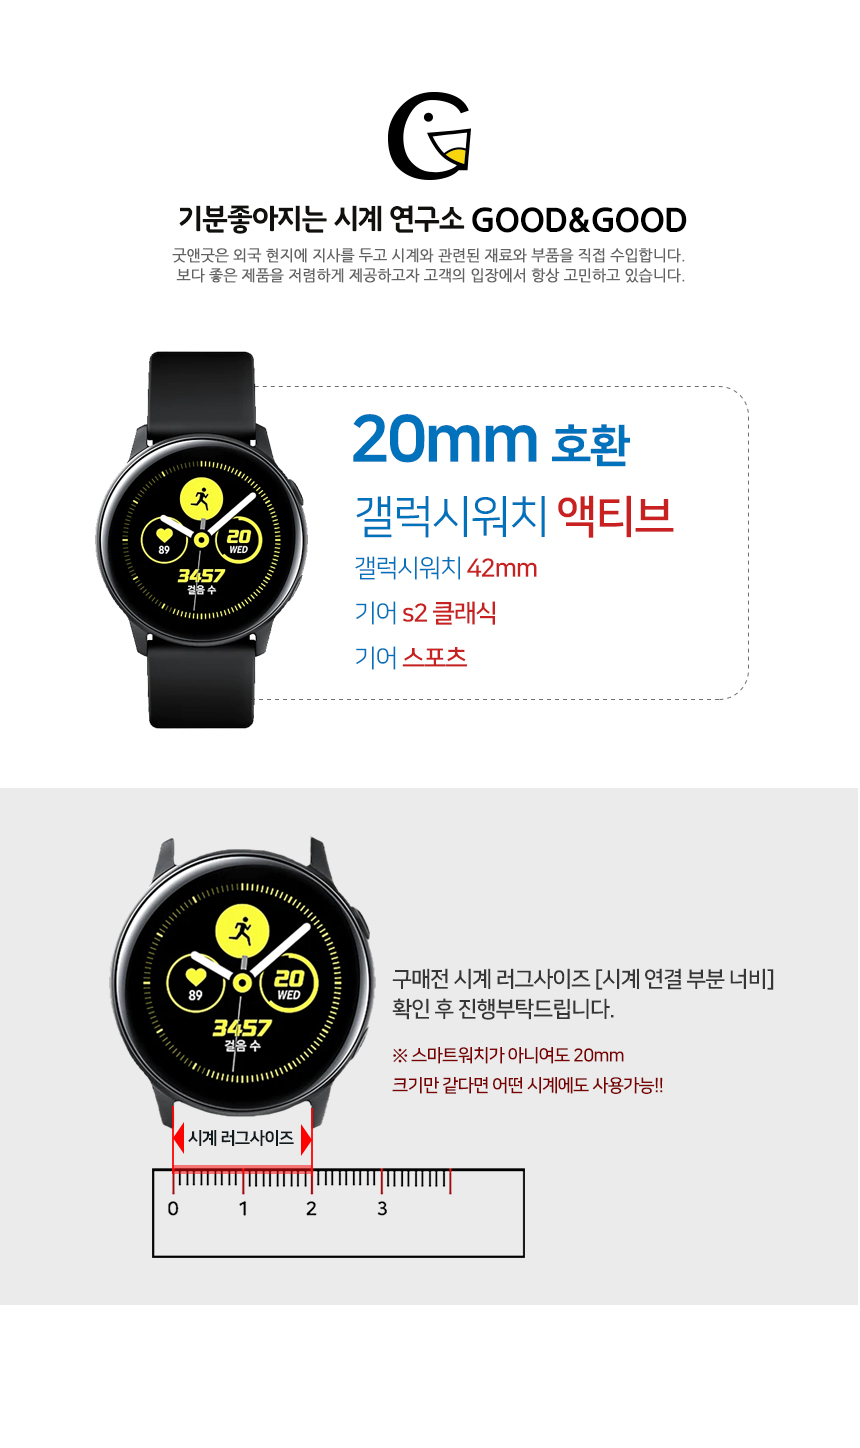 기분좋아지는 시계 연구소 GOOD&GOOD
굿앤굿은 외국 현지에 지사를 두고 시계와 관련된 재료와 부품을 직접 수입합니다.
보다 좋은 제품을 저렴하게 제공하고자 고객의 입장에서 항상 고민하고 있습니다.
20mm 호환
갤럭시워치 액티브
갤럭시워치 42mm
기어 s2 클래식
기어 스포츠
89
20
WED
3457
걸음 수
89
20
WED
3457
걸음 수
구매전 시계 러그사이즈 [시계 연결 부분 너비]
확인 후 진행부탁드립니다.
※ 스마트워치가 아니여도 20mm
크기만 같다면 어떤 시계에도 사용가능!!
시계 러그사이즈
0 1 2 3